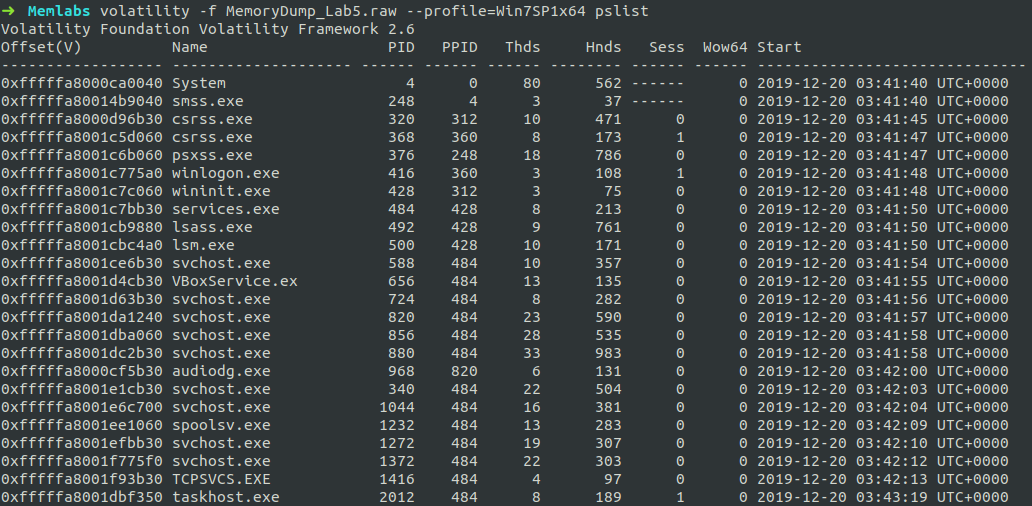 ➜ Memlabs volatility -f MemoryDump_Lab5.raw --profile=Win7SP1x64 pslist
Volatility Foundation Volatility Framework 2.6
Offset(V)          Name                    PID   PPID   Thds     Hnds   Sess  Wow64 Start
------------------ -------------------- ------ ------ ------ -------- ------ ------ ------------------------------
0xfffffa8000ca0040 System                    4      0     80      562 ------      0 2019-12-20 03:41:40 UTC+0000
0xfffffa80014b9040 smss.exe                248      4      3       37 ------      0 2019-12-20 03:41:40 UTC+0000
0xfffffa8000d96b30 csrss.exe               320    312     10      471      0      0 2019-12-20 03:41:45 UTC+0000
0xfffffa8001c5d060 csrss.exe               368    360      8      173      1      0 2019-12-20 03:41:47 UTC+0000
0xfffffa8001c6b060 psxss.exe               376    248     18      786      0      0 2019-12-20 03:41:47 UTC+0000
0xfffffa8001c775a0 winlogon.exe            416    360      3      108      1      0 2019-12-20 03:41:48 UTC+0000
0xfffffa8001c7c060 wininit.exe             428    312      3       75      0      0 2019-12-20 03:41:48 UTC+0000
0xfffffa8001c7bb30 services.exe            484    428      8      213      0      0 2019-12-20 03:41:50 UTC+0000
0xfffffa8001cb9880 lsass.exe               492    428      9      761      0      0 2019-12-20 03:41:50 UTC+0000
0xfffffa8001cbc4a0 lsm.exe                 500    428     10      171      0      0 2019-12-20 03:41:50 UTC+0000
0xfffffa8001ce6b30 svchost.exe             588    484     10      357      0      0 2019-12-20 03:41:54 UTC+0000
0xfffffa8001d4cb30 VBoxService.ex          656    484     13      135      0      0 2019-12-20 03:41:55 UTC+0000
0xfffffa8001d63b30 svchost.exe             724    484      8      282      0      0 2019-12-20 03:41:56 UTC+0000
0xfffffa8001da1240 svchost.exe             820    484     23      590      0      0 2019-12-20 03:41:57 UTC+0000
0xfffffa8001dba060 svchost.exe             856    484     28      535      0      0 2019-12-20 03:41:58 UTC+0000
0xfffffa8001dc2b30 svchost.exe             880    484     33      983      0      0 2019-12-20 03:41:58 UTC+0000
0xfffffa8000cf5b30 audiodg.exe             968    820      6      131      0      0 2019-12-20 03:42:00 UTC+0000
0xfffffa8001e1cb30 svchost.exe             340    484     22      504      0      0 2019-12-20 03:42:03 UTC+0000
0xfffffa8001e6c700 svchost.exe            1044    484     16      381      0      0 2019-12-20 03:42:04 UTC+0000
0xfffffa8001ee1060 spoolsv.exe            1232    484     13      283      0      0 2019-12-20 03:42:09 UTC+0000
0xfffffa8001efbb30 svchost.exe            1272    484     19      307      0      0 2019-12-20 03:42:10 UTC+0000
0xfffffa8001f775f0 svchost.exe            1372    484     22      303      0      0 2019-12-20 03:42:12 UTC+0000
0xfffffa8001f93b30 TCPSVCS.EXE            1416    484      4       97      0      0 2019-12-20 03:42:13 UTC+0000
0xfffffa8001dbf350 taskhost.exe           2012    484      8      189      1      0 2019-12-20 03:43:19 UTC+0000